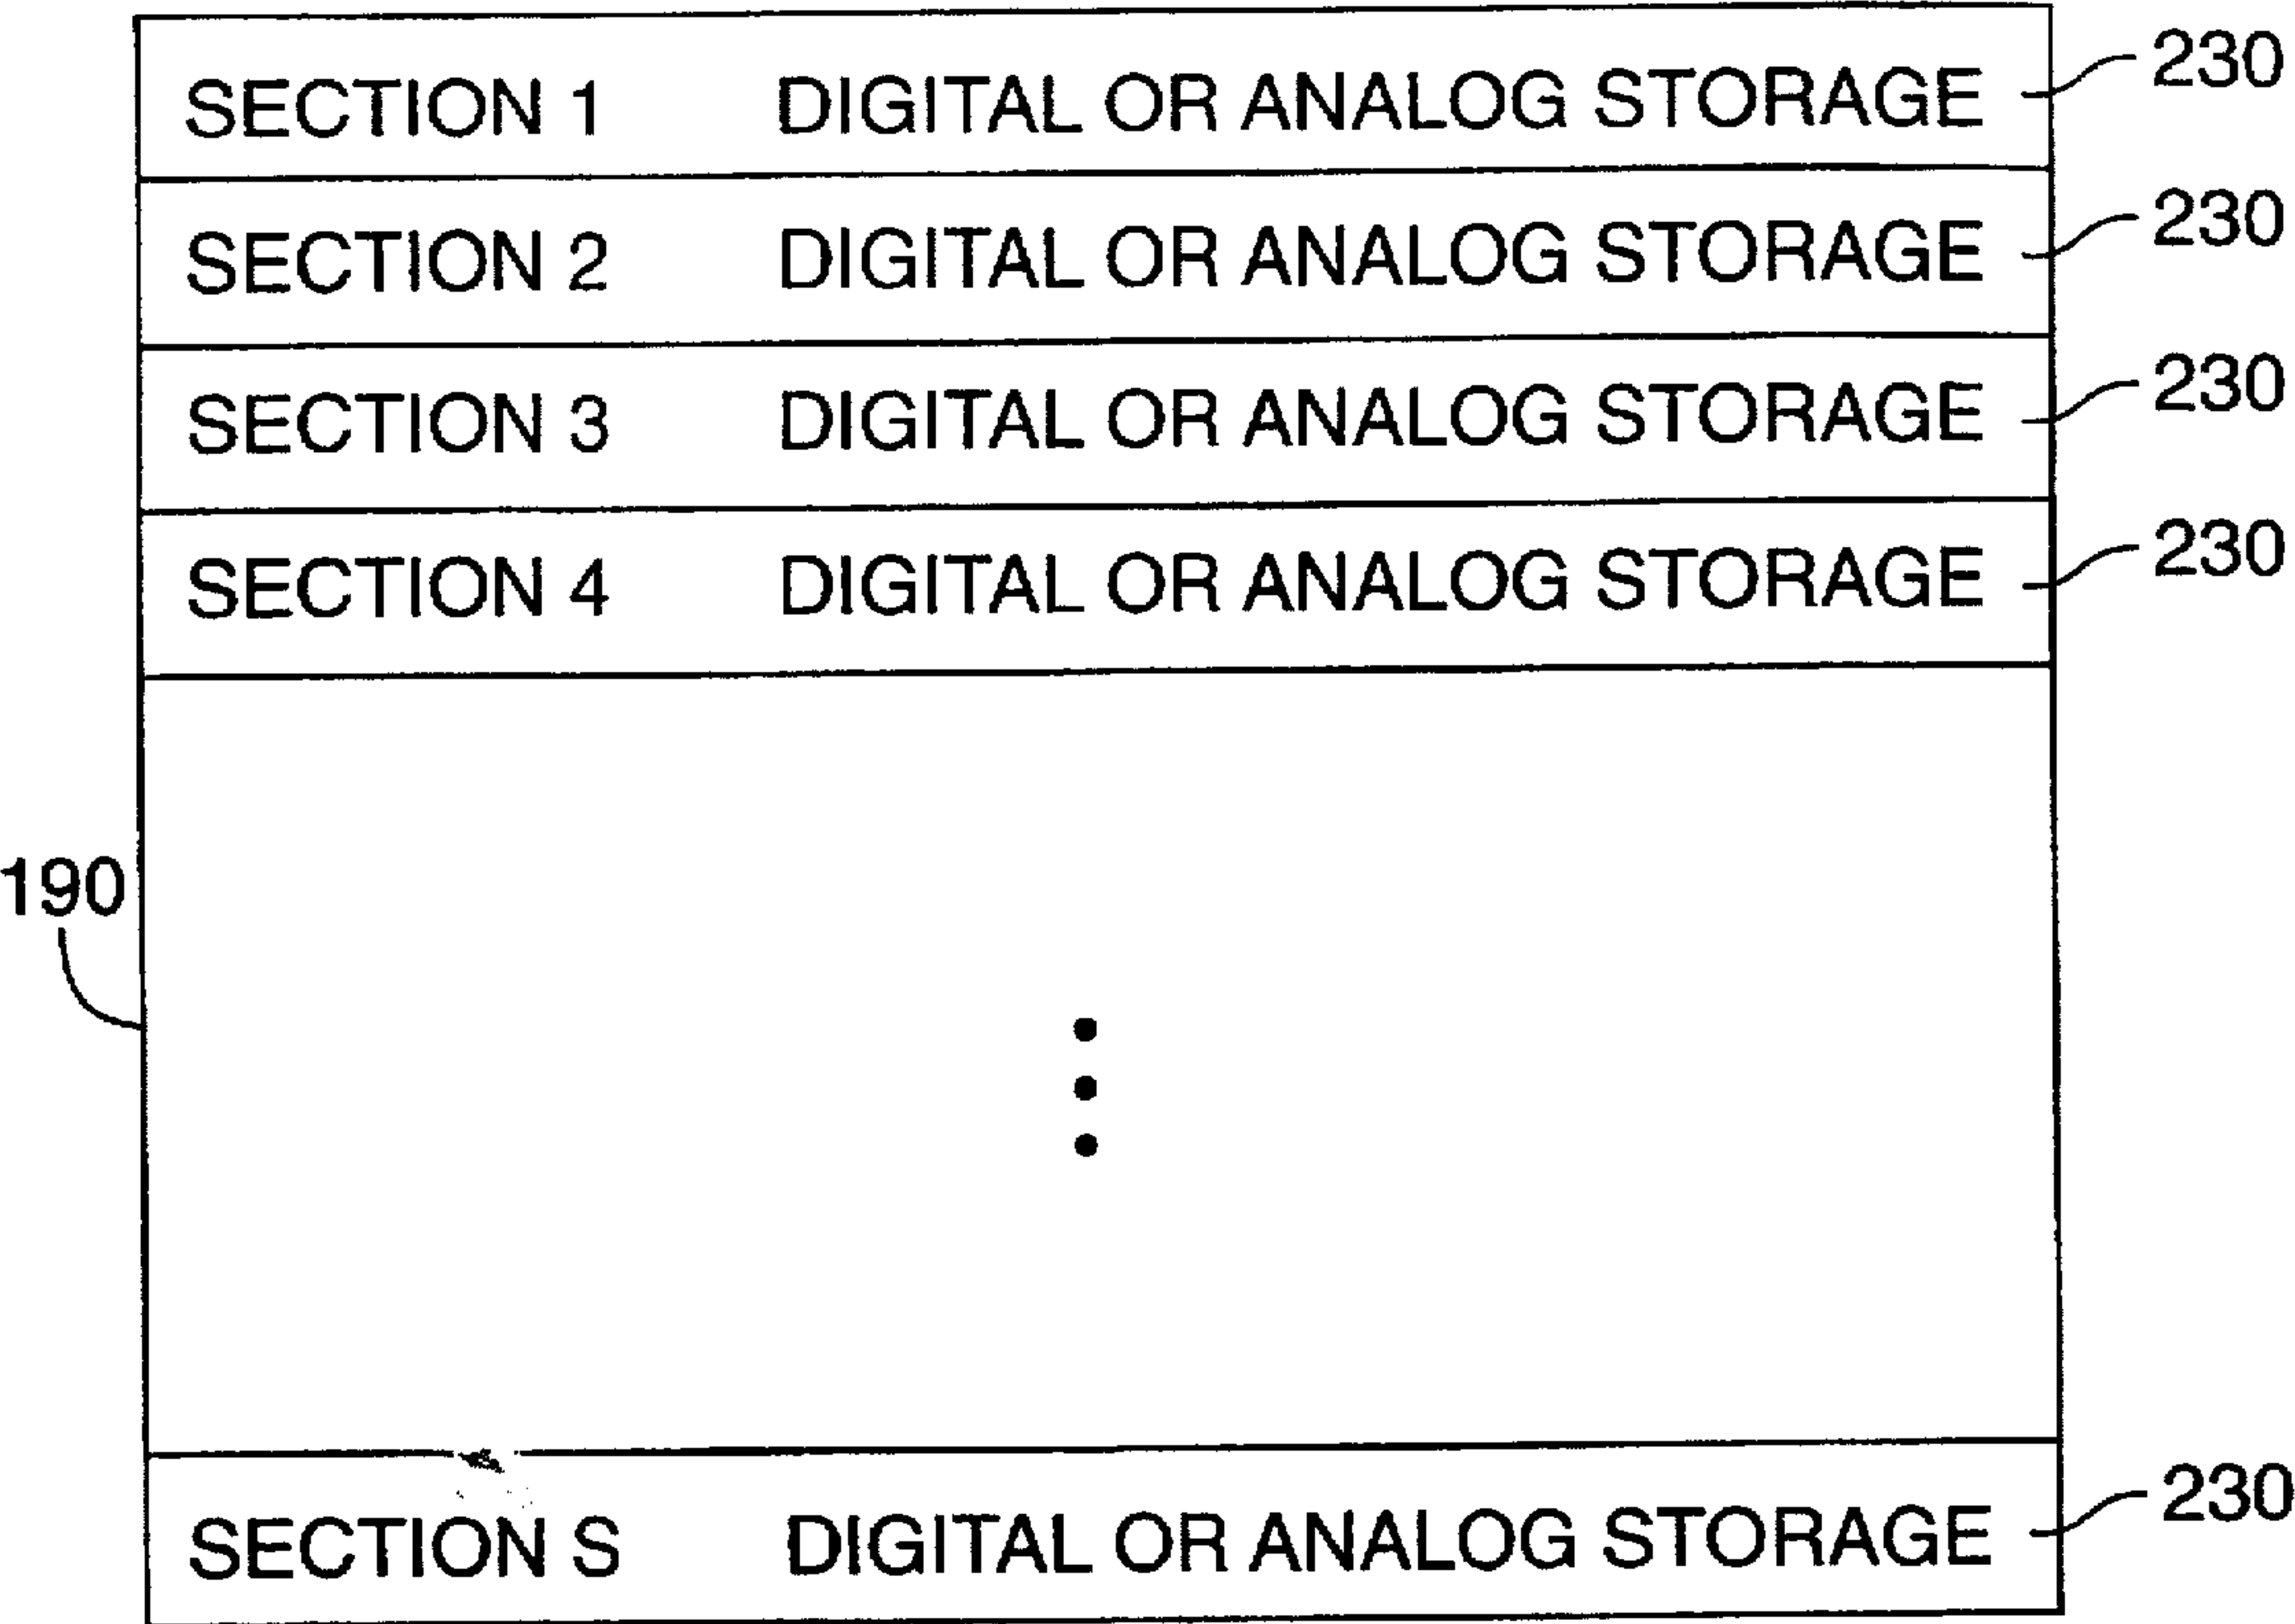 SECTION 1 DIGITAL OR ANALOG STORAGE 230
SECTION 2 DIGITAL OR ANALOG STORAGE 230
SECTION 3 DIGITAL OR ANALOG STORAGE 230
SECTION 4 DIGITAL OR ANALOG STORAGE 230
190
SECTION S DIGITAL OR ANALOG STORAGE 230